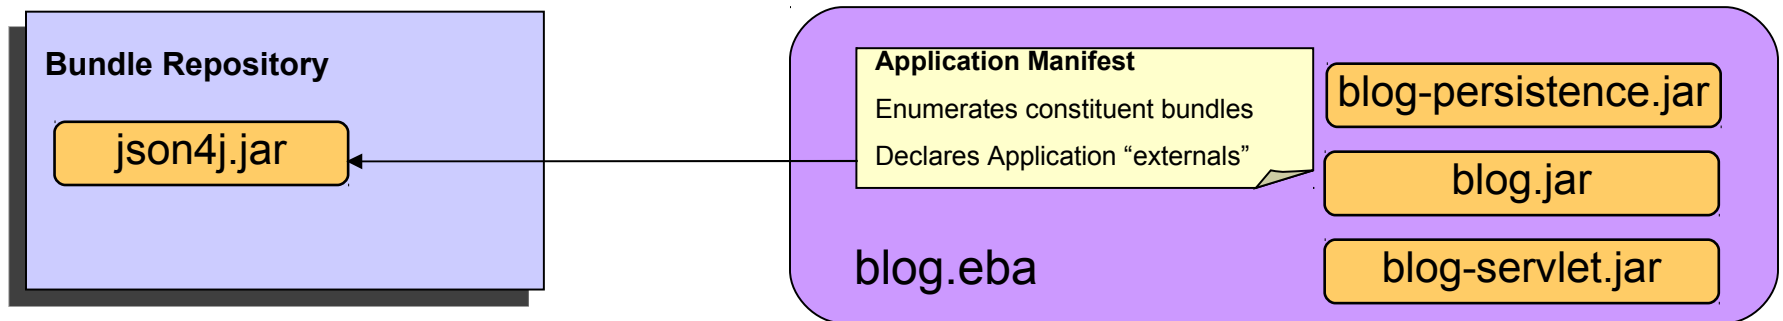 Bundle Repository
json4j.jar
Application Manifest
Enumerates constituent bundles
Declares Application “externals”
blog.eba
blog-persistence.jar
blog.jar
blog-servlet.jar